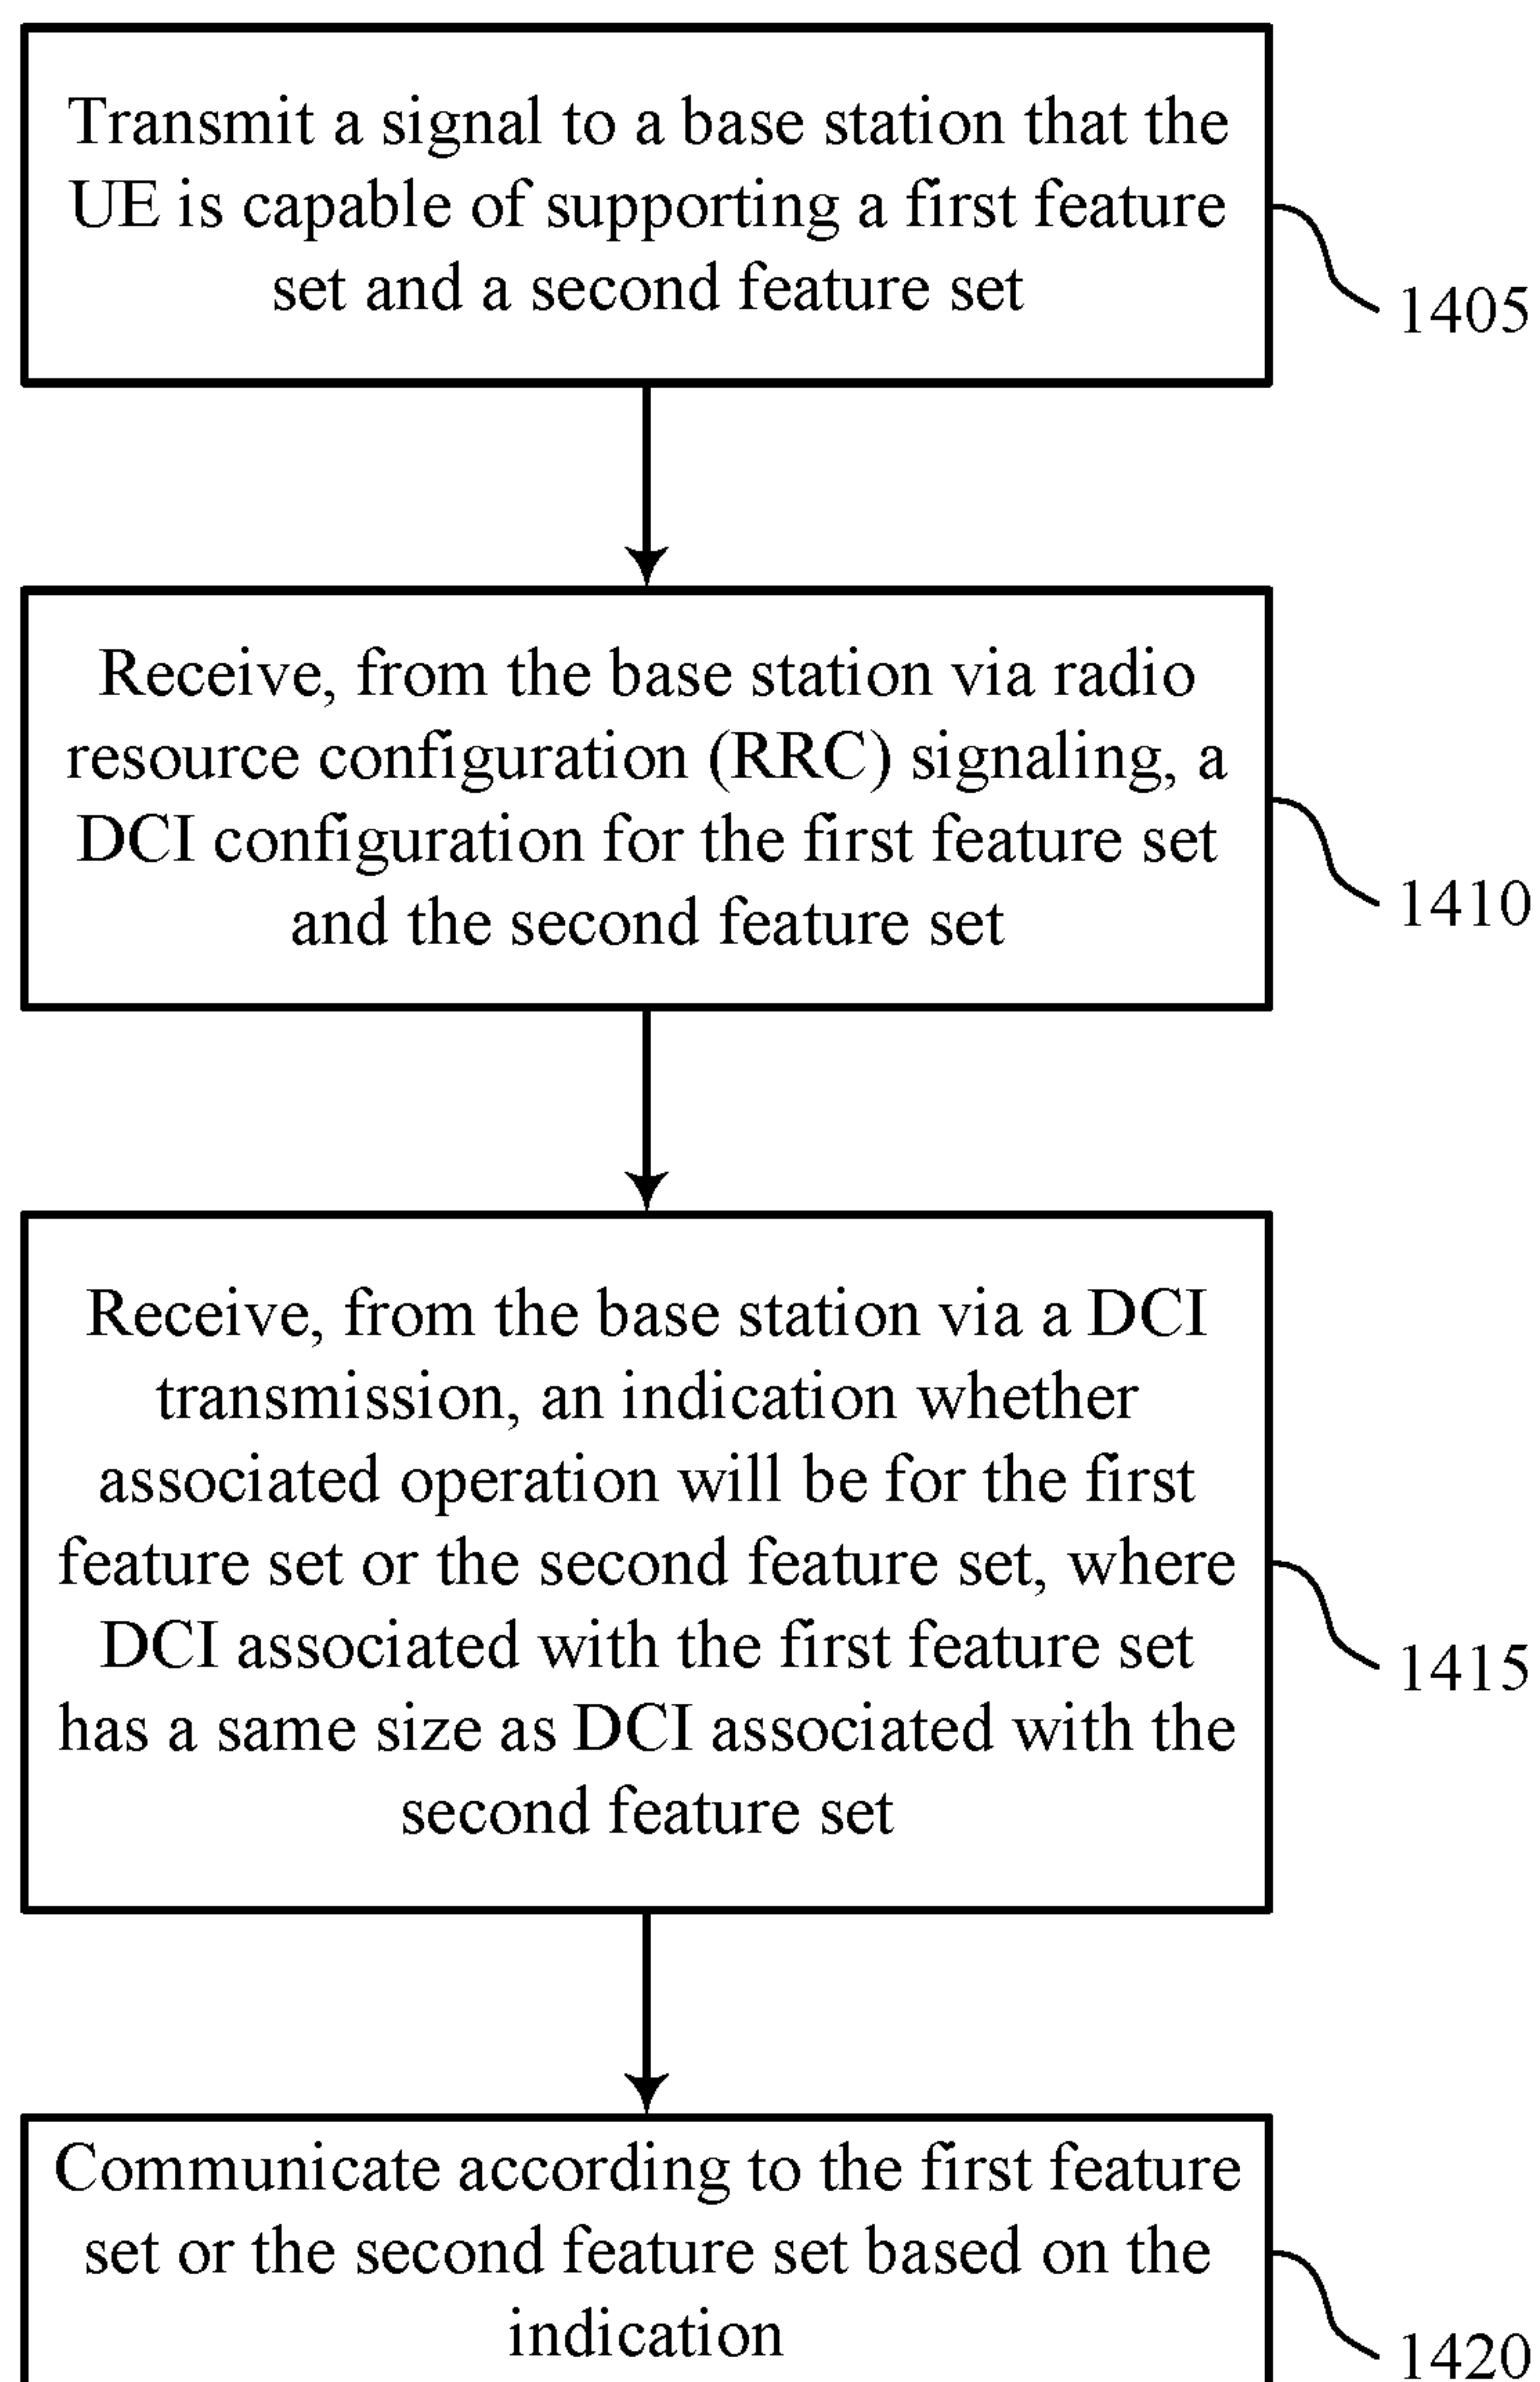 Transmit a signal to a base station that the
UE is capable of supporting a first feature
set and a second feature set
1405
Receive, from the base station via radio
resource configuration (RRC) signaling, a
DCI configuration for the first feature set
and the second feature set
1410
Receive, from the base station via a DCI
transmission, an indication whether
associated operation will be for the first
feature set or the second feature set, where
DCI associated with the first feature set
has a same size as DCI associated with the
second feature set
1415
Communicate according to the first feature
set or the second feature set based on the
indication
1420